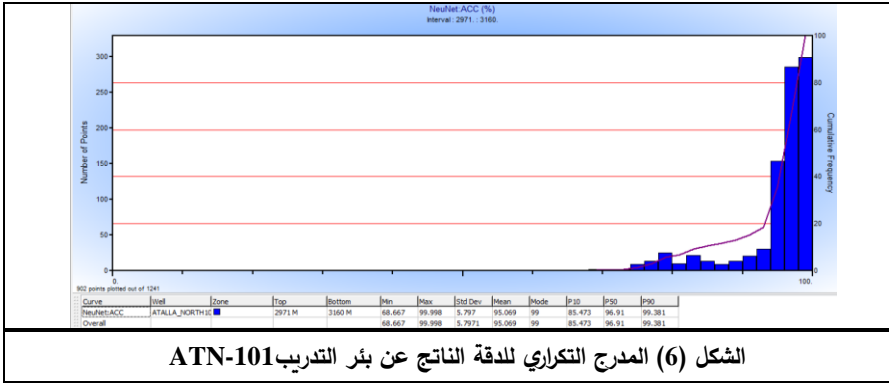 NeuNet:ACC (%)
Interval : 2971. : 3160.
Number of Points
300
250
200
150
100
50
0
100
80
60
40
20
0
Cumulative Frequency
0.
100.
902 points plotted out of 1241
Curve Well Zone Top Bottom Min Max Std Dev Mean Mode P10 P50 P90
NeuNet:ACC ATALLA_NORTH10 2971 M 3160 M 68.667 99.998 5.797 95.069 99 85.473 96.91 99.381
Overall 68.667 99.998 5.7971 95.069 99 85.473 96.91 99.381
الشكل (6) المدرج التكراري للدقة الناتج عن بئر التدريب ATN-101